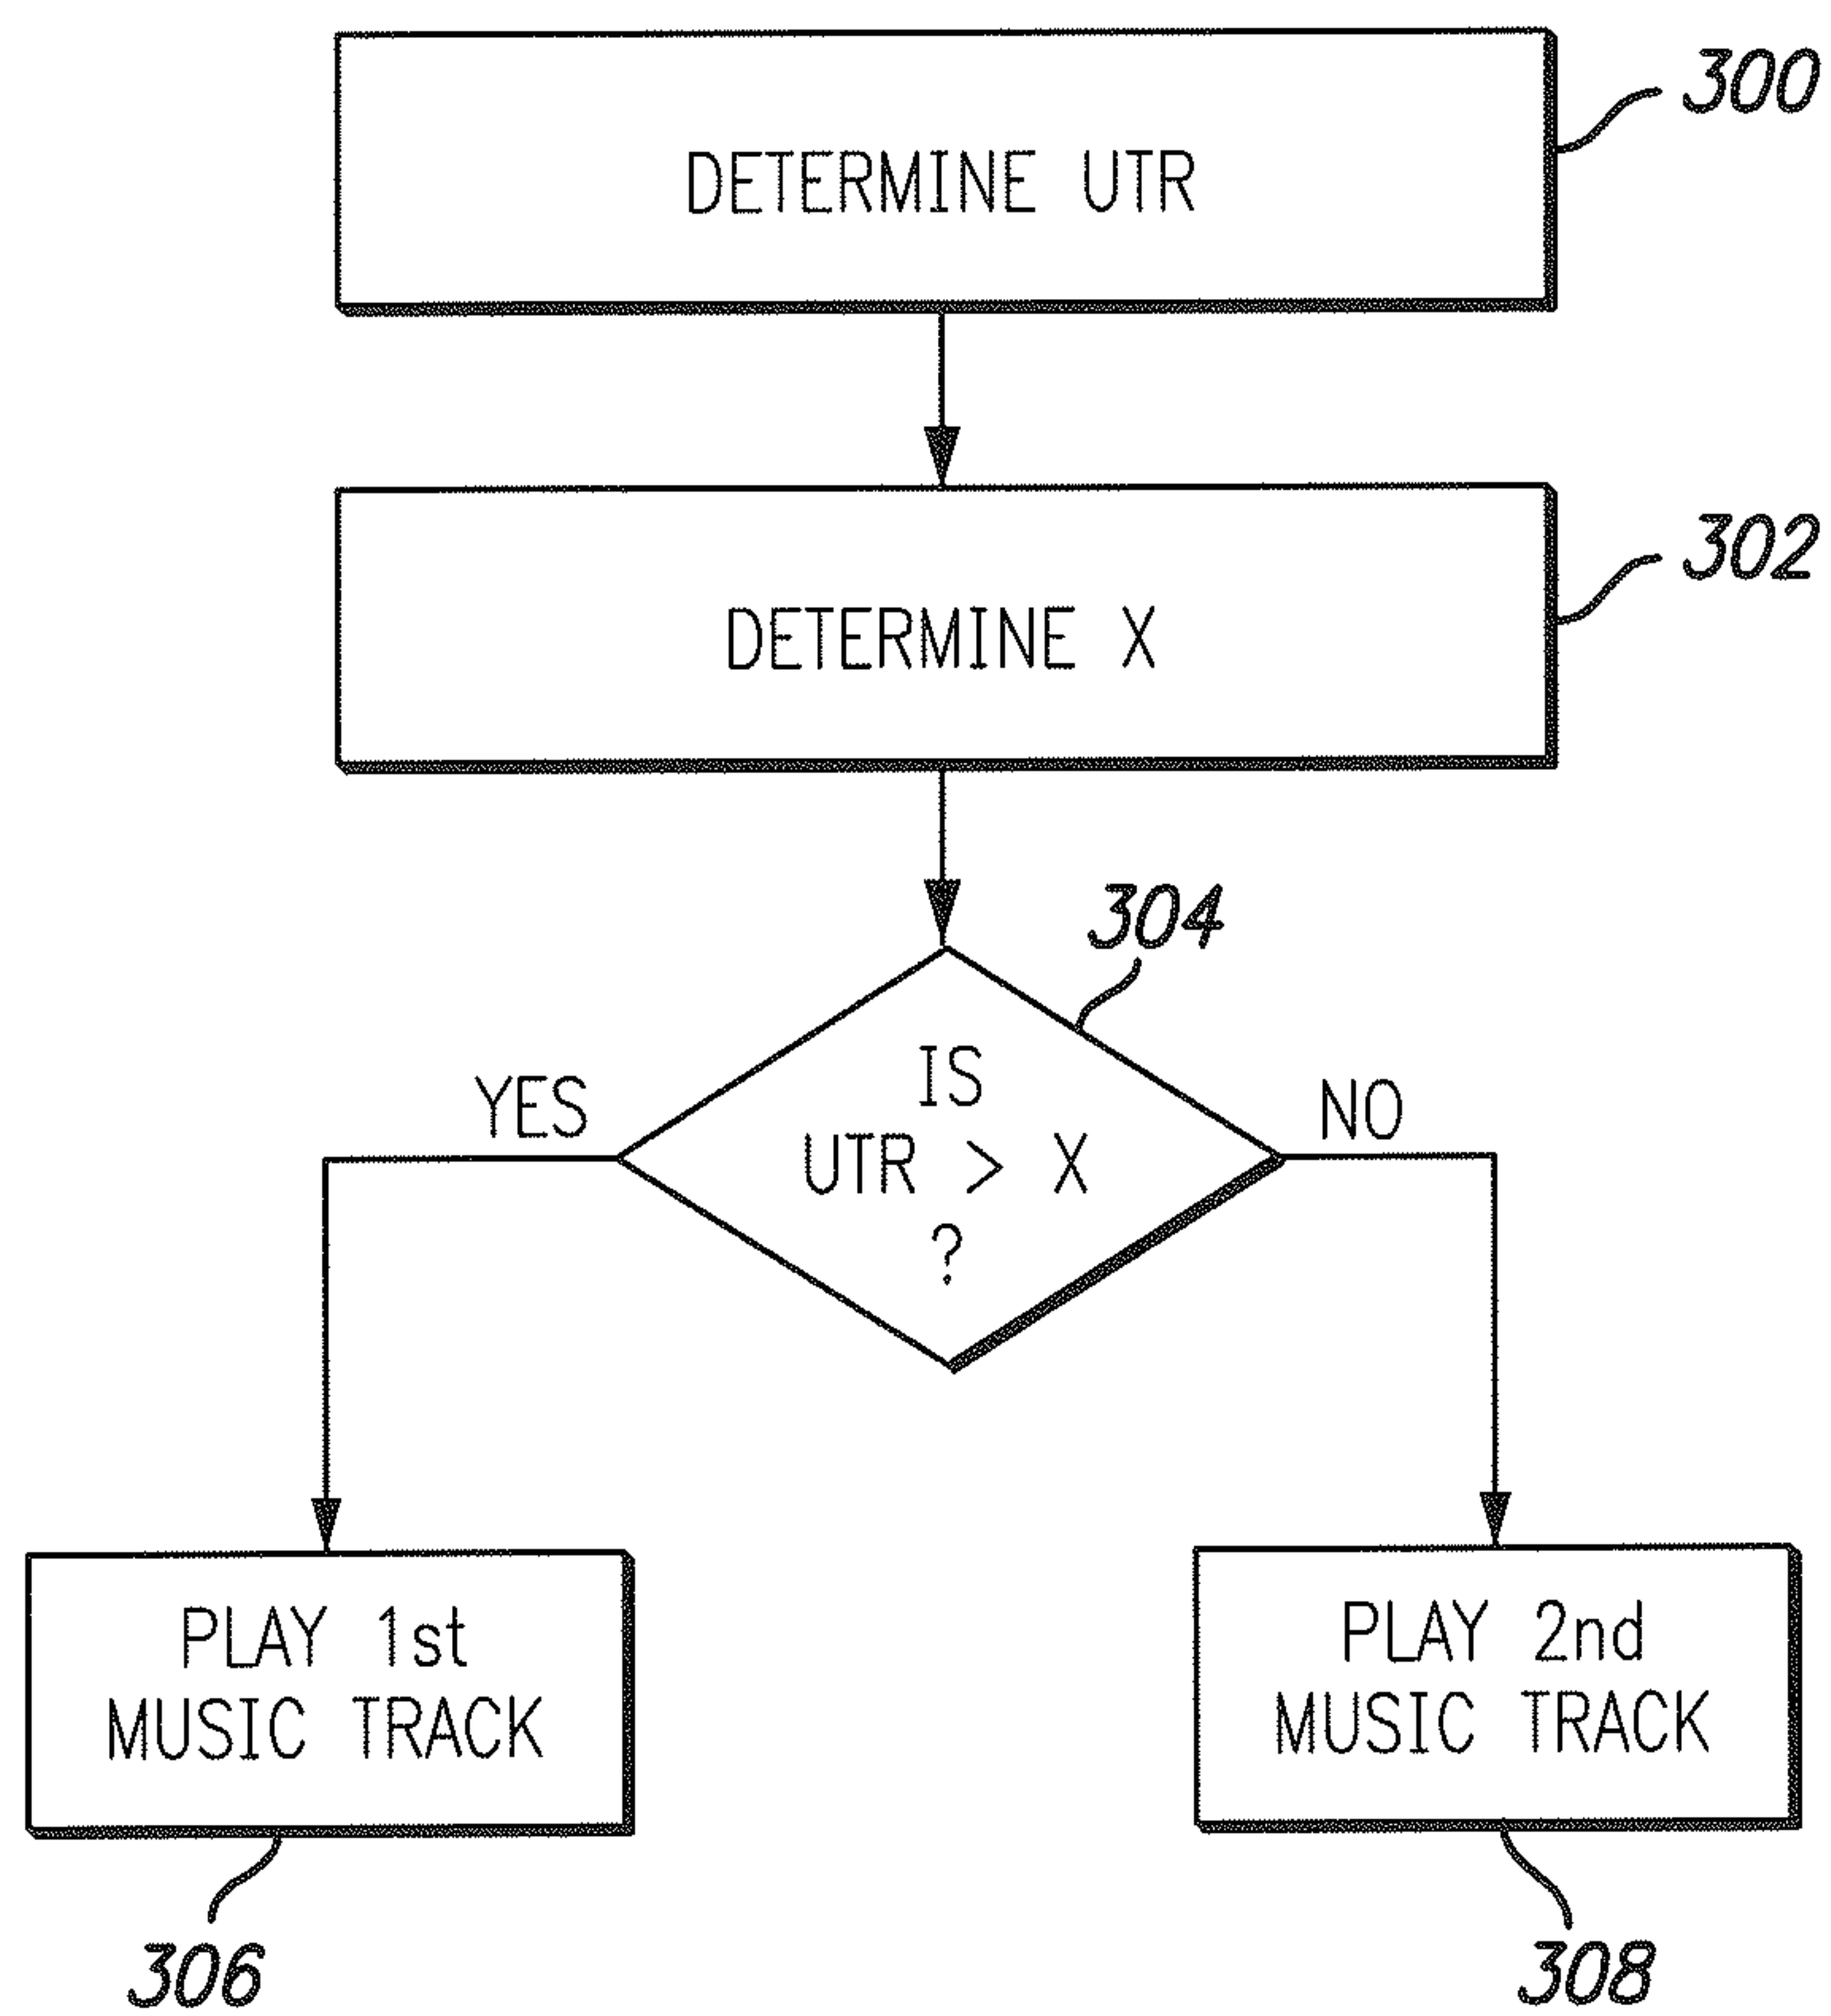 300
DETERMINE UTR
302
DETERMINE X
304
IS
YES
UTR > X
NO
?
PLAY 1st
MUSIC TRACK
PLAY 2nd
MUSIC TRACK
306
308